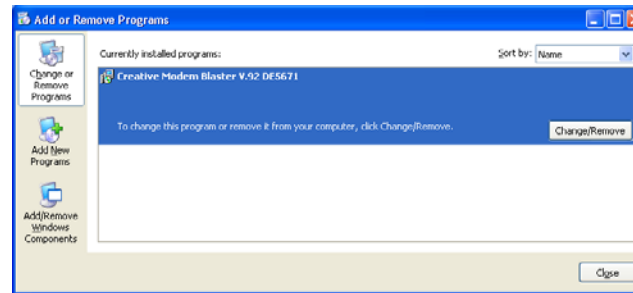 Add or Remove Programs
Currently installed programs:
Sort by: Name
Change or
Remove
Programs
Creative Modem Blaster V.92 DE5671
To change this program or remove it from your computer, click Change/Remove.
Change/Remove
Add New
Programs
Add/Remove
Windows
Components
Close